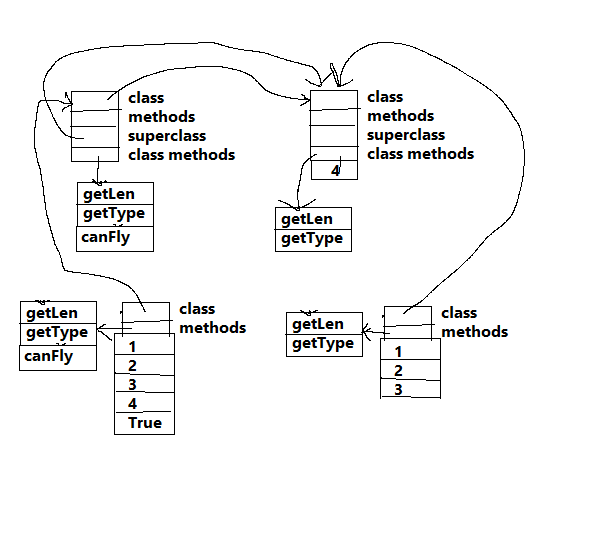 class
methods
superclass
class methods
getLen
getType
canFly
class
methods
superclass
class methods
4
getLen
getType
getLen
getType
canFly
class
methods
1
2
3
4
True
getLen
getType
class
methods
1
2
3